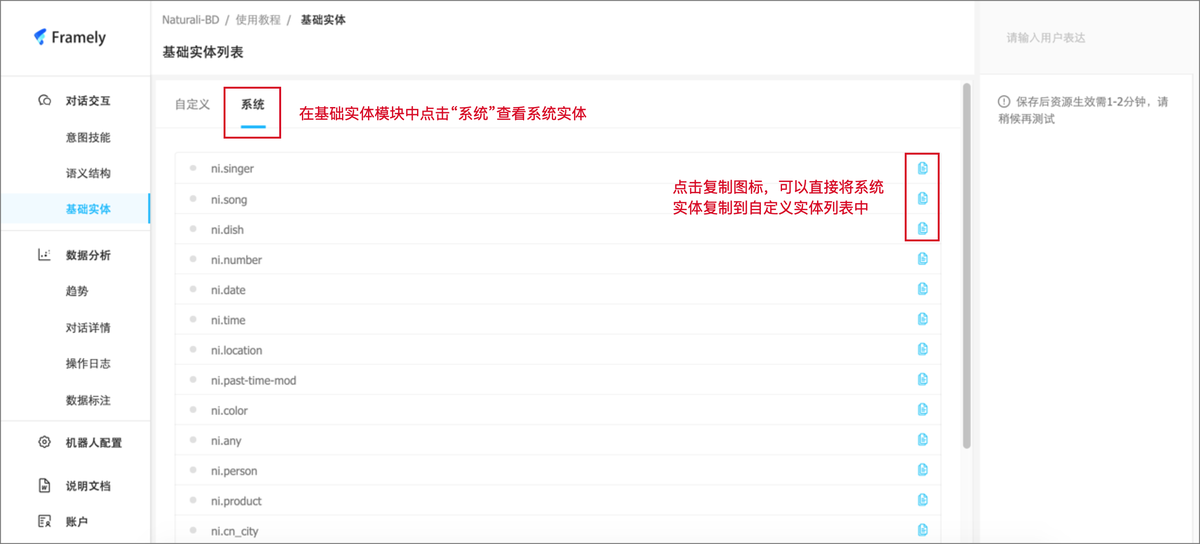 Framely
对话交互
意图技能
语义结构
基础实体
数据分析
趋势
对话详情
操作日志
数据标注
机器人配置
说明文档
账户
Naturali-BD / 使用教程 / 基础实体
基础实体列表
自定义
系统
在基础实体模块中点击“系统”查看系统实体
ni.singer
ni.song
ni.dish
ni.number
ni.date
ni.time
ni.location
ni.past-time-mod
ni.color
ni.any
ni.person
ni.product
ni.cn_city
点击复制图标，可以直接将系统
实体复制到自定义实体列表中
请输入用户表达
保存后资源生效需1-2分钟，请
稍候再测试